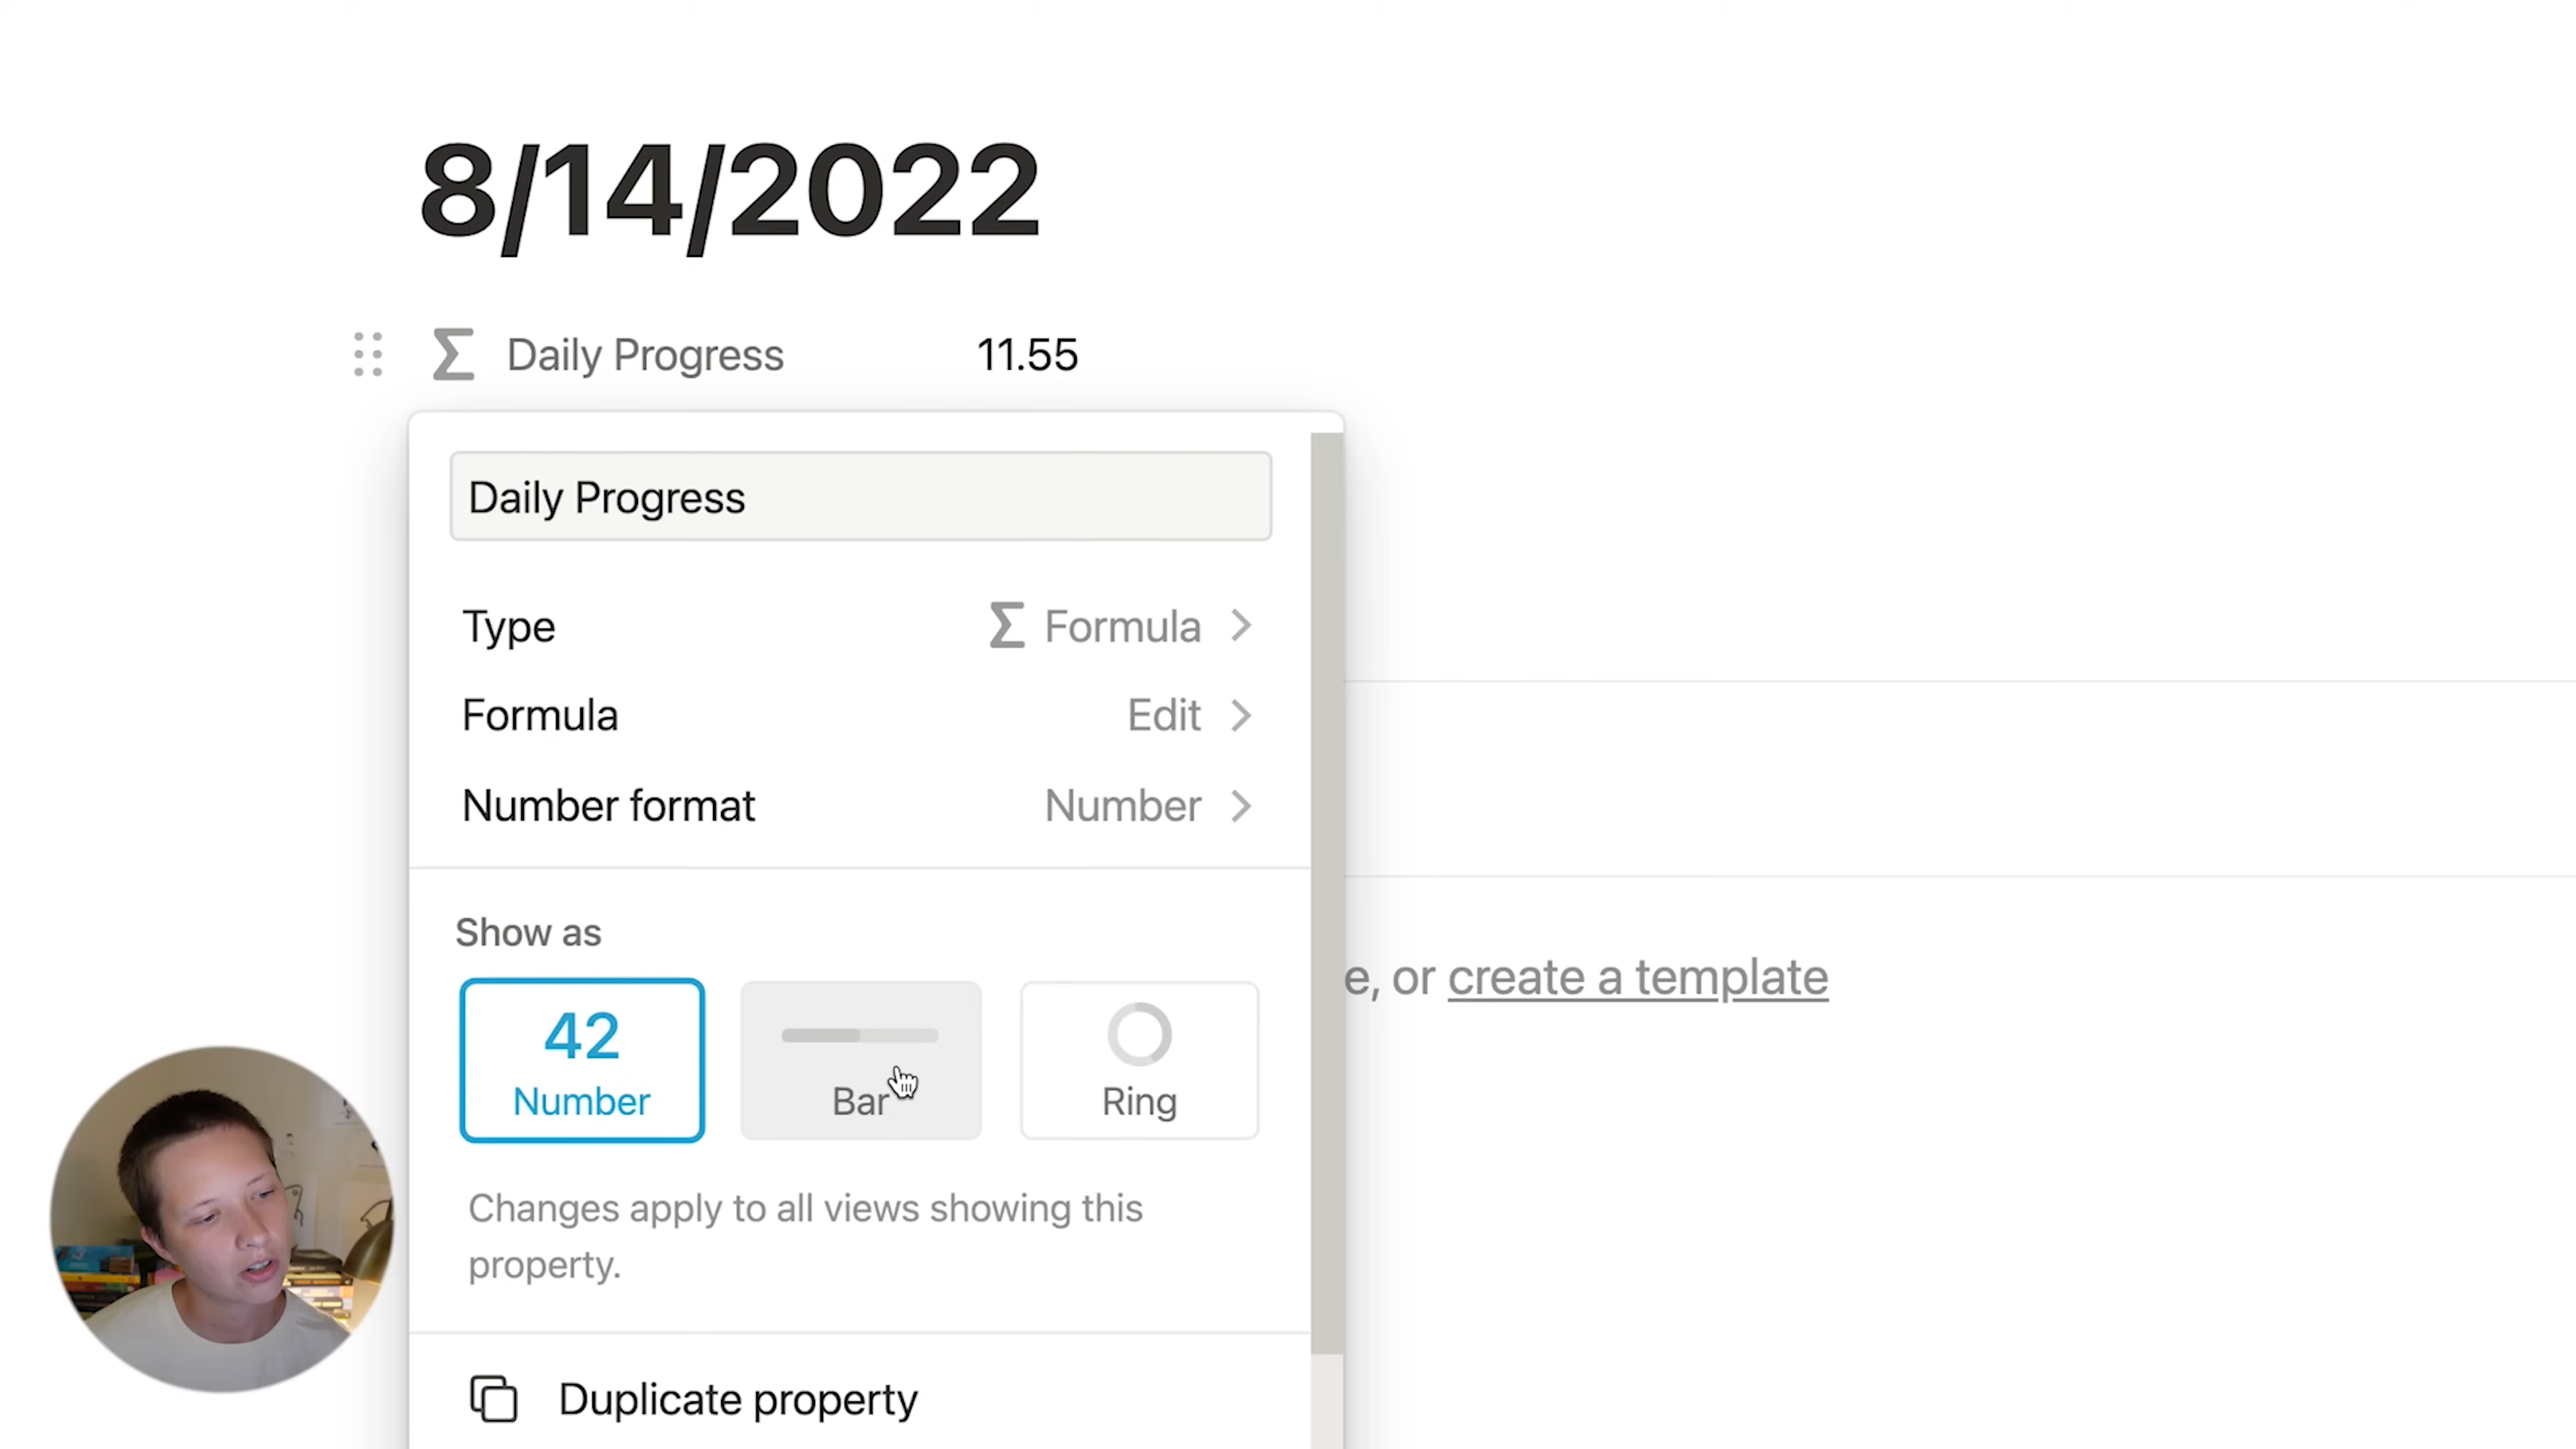 8/14/2022
Daily Progress 11.55
Daily Progress
Type Formula
Formula Edit
Number format Number
Show as
42
Number Bar Ring
e, or create a template
Changes apply to all views showing this
property.
Duplicate property